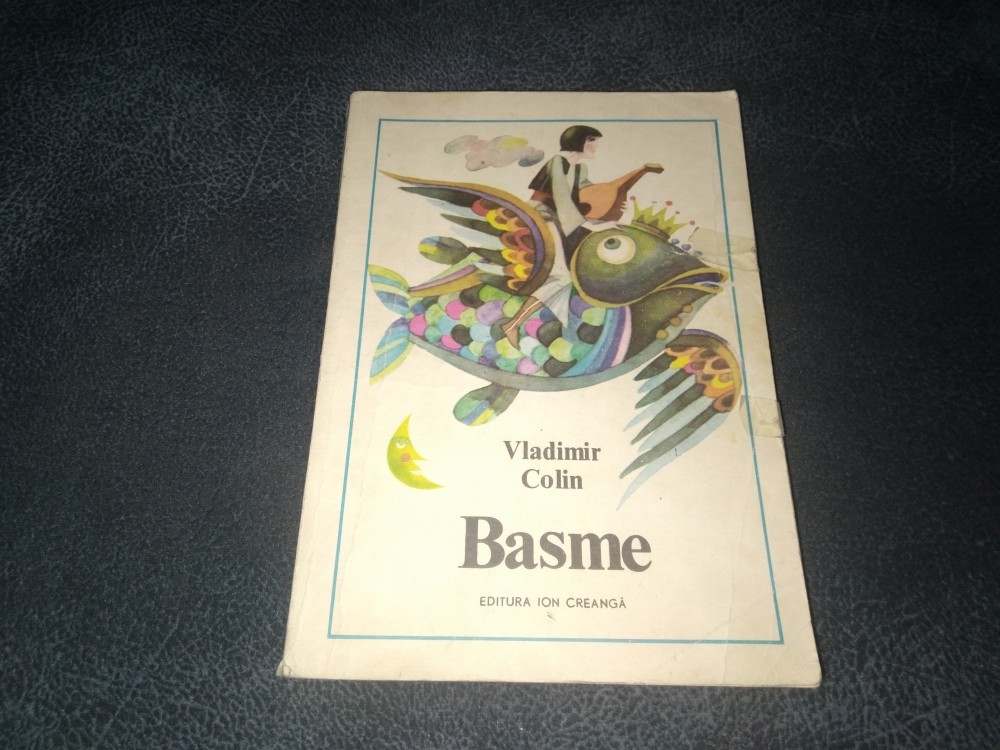 Vladimir
Colin
Basme
EDITURA ION CREANGĂ